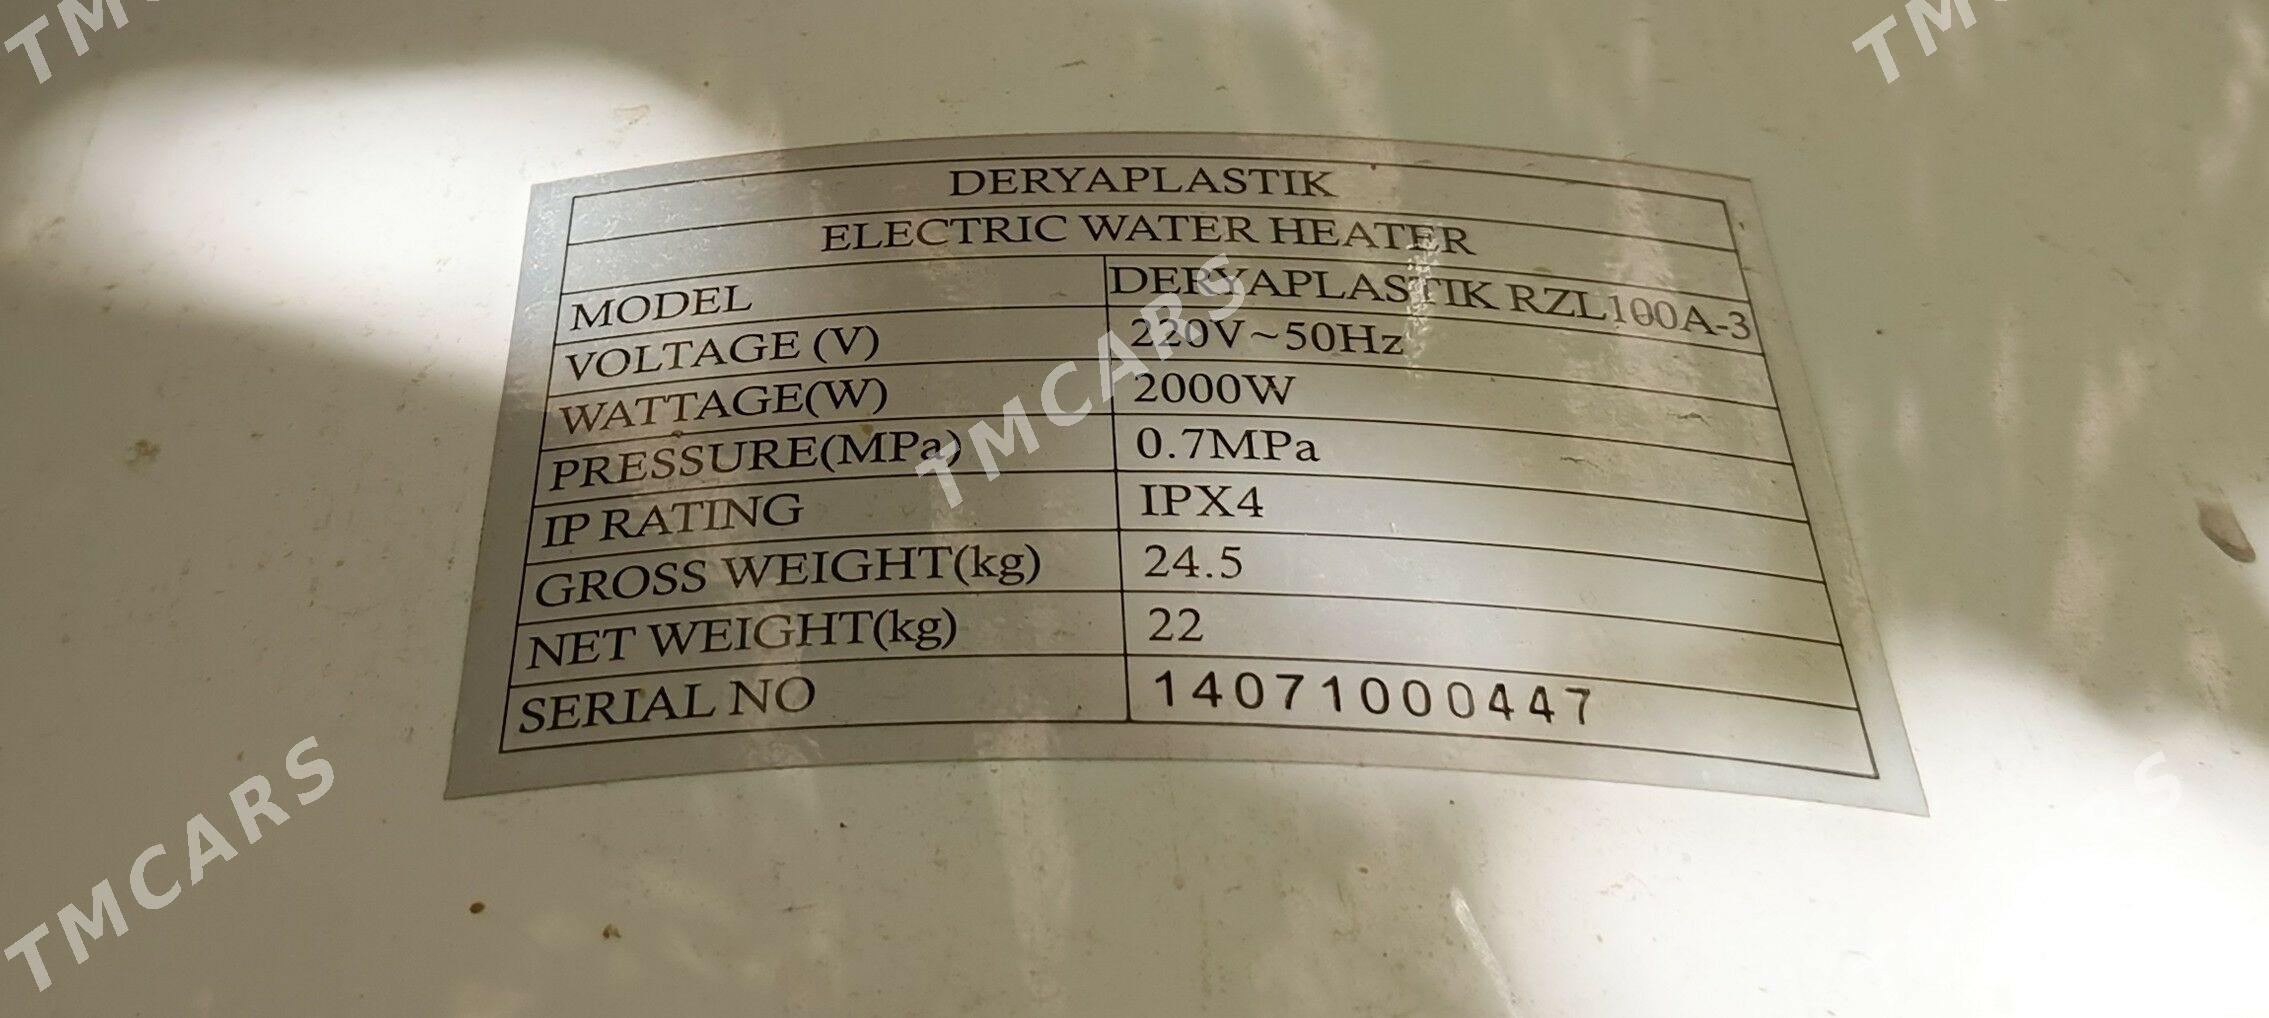 TMCARS
TMCARS
DERYAPLASTIK
ELECTRIC WATER HEATER
MODEL DERYAPLASTIK RZL100A-3
VOLTAGE (V) 220V~50Hz
WATTAGE(W) 2000W
PRESSURE(MPa) 0.7MPa
IP RATING IPX4
GROSS WEIGHT(kg) 24.5
NET WEIGHT(kg) 22
SERIAL NO 14071000447
TMCARS
TMCARS
TMCARS